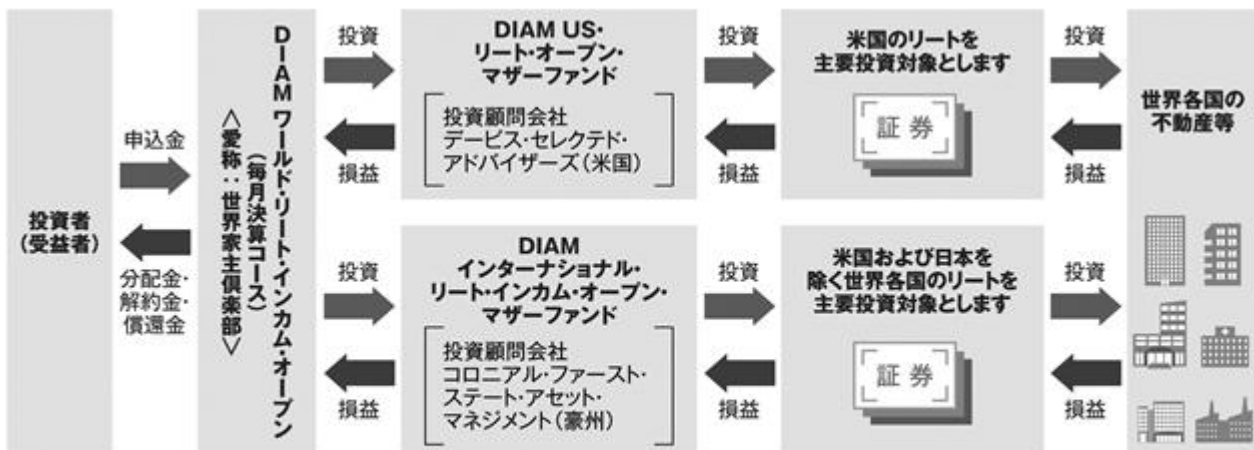 投資者
(受益者)
申込金
分配金・
解約金・
償還金
DIAM ワールド・リート・インカム・オープン
(毎月決算コース)
<愛称：世界家主倶楽部>
投資
損益
DIAM US・
リート・オープン・
マザーファンド
投資顧問会社
デービス・セレクテド・
アドバイザーズ(米国)
投資
損益
米国のリートを
主要投資対象とします
証券
投資
損益
投資
損益
DIAM
インターナショナル・
リート・インカム・オープン・
マザーファンド
投資顧問会社
コロニアル・ファースト・
ステート・アセット・
マネジメント(豪州)
投資
損益
米国および日本を
除く世界各国のリートを
主要投資対象とします
証券
投資
損益
世界各国の
不動産等